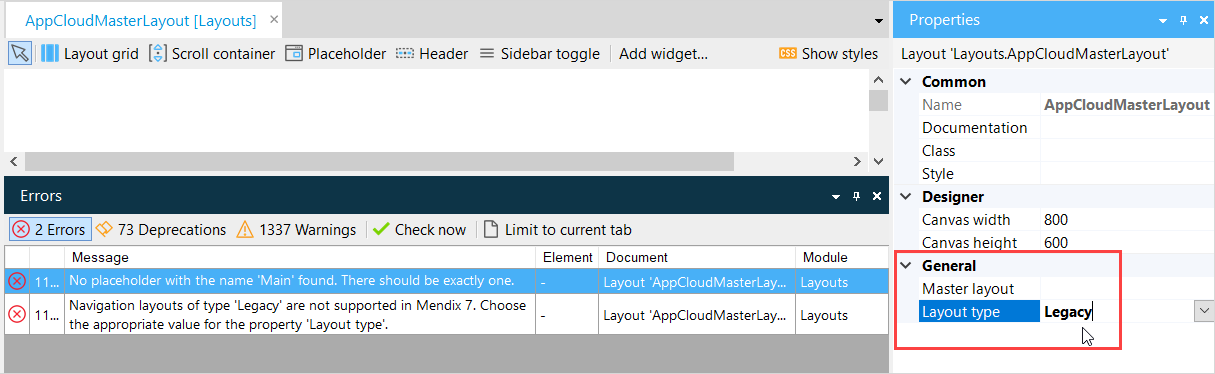 AppCloudMasterLayout [Layouts] ×
Layout grid Scroll container Placeholder Header Sidebar toggle Add widget... CSS Show styles
Errors
2 Errors 73 Deprecations 1337 Warnings Check now Limit to current tab
Message Element Document Module
11... No placeholder with the name 'Main' found. There should be exactly one. - Layout 'AppCloudMasterLay... Layouts
11... Navigation layouts of type 'Legacy' are not supported in Mendix 7. Choose - Layout 'AppCloudMasterLay... Layouts
the appropriate value for the property 'Layout type'.
Properties
Layout 'Layouts.AppCloudMasterLayout'
Common
Name AppCloudMasterLayout
Documentation
Class
Style
Designer
Canvas width 800
Canvas height 600
General
Master layout
Layout type Legacy